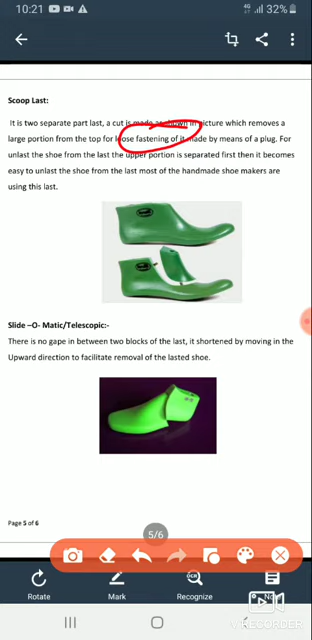 10:21
4G
32%
Scoop Last:
It is two separate part last, a cut is made as shown in picture which removes a
large portion from the top for loose fastening of it made by means of a plug. For
unlast the shoe from the last the upper portion is separated first then it becomes
easy to unlast the shoe from the last most of the handmade shoe makers are
using this last.
Slide –O- Matic/Telescopic:-
There is no gape in between two blocks of the last, it shortened by moving in the
Upward direction to facilitate removal of the lasted shoe.
Page 5 of 6
5/6
OCR
Rotate
Mark
Recognize
VRECORDER